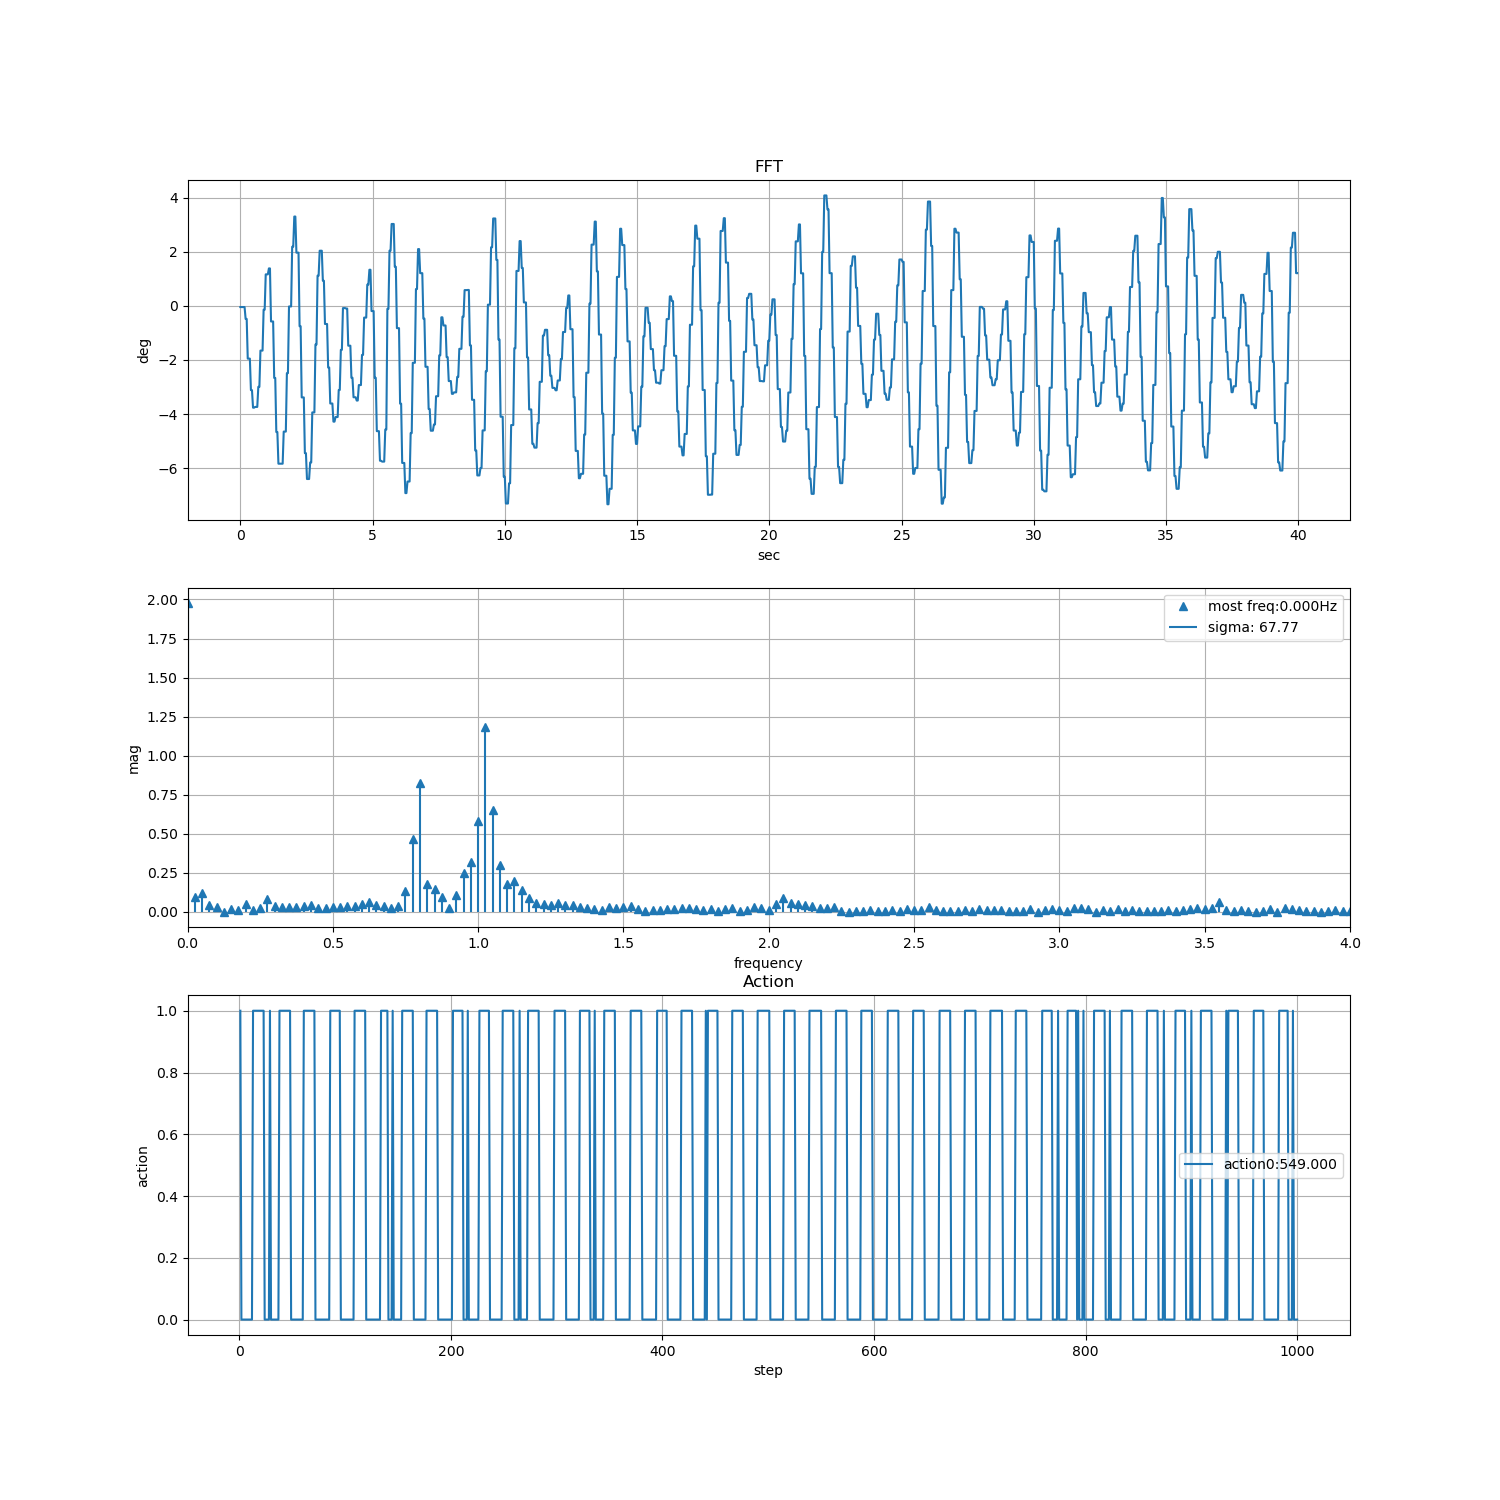 FFT
4
2
0
−2
−4
−6
deg
0 5 10 15 20 25 30 35 40
sec
2.00
1.75
1.50
1.25
1.00
0.75
0.50
0.25
0.00
mag
most freq:0.000Hz
sigma: 67.77
0.0 0.5 1.0 1.5 2.0 2.5 3.0 3.5 4.0
frequency
Action
1.0
0.8
0.6
0.4
0.2
0.0
action
action0:549.000
0 200 400 600 800 1000
step